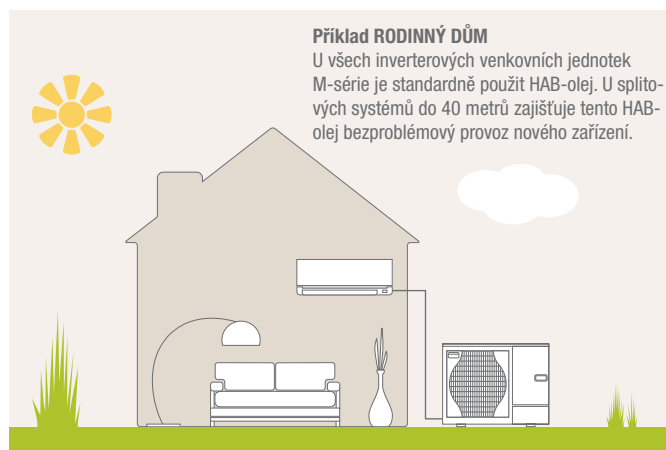 Příklad RODINNÝ DŮM
U všech inverterových venkovních jednotek
M-série je standardně použit HAB-olej. U splito-
vých systémů do 40 metrů zajišťuje tento HAB-
olej bezproblémový provoz nového zařízení.